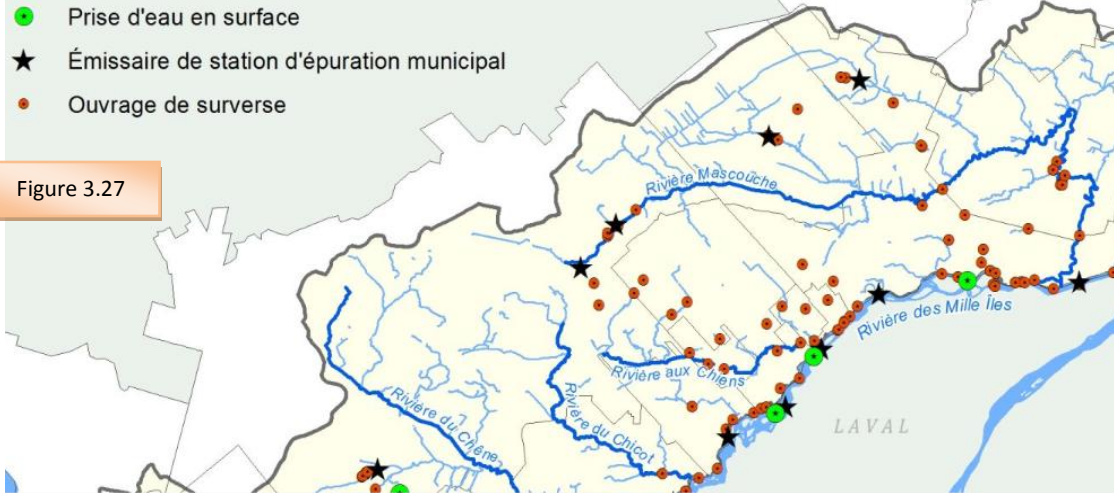 Prise d'eau en surface
Émissaire de station d'épuration municipal
Ouvrage de surverse
Figure 3.27
Rivière Mascouche
Rivière des Mille Îles
Rivière aux Chiens
Rivière du Chicot
Rivière du Chêne
LAVAL